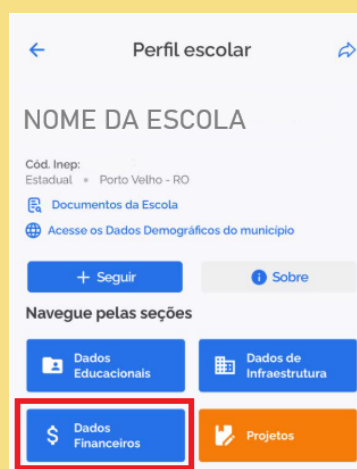 Perfil escolar
NOME DA ESCOLA
Cód. Inep:
Estadual • Porto Velho - RO
Documentos da Escola
Acesse os Dados Demográficos do município
+ Seguir
Sobre
Navegue pelas seções
Dados
Educacionais
Dados de
Infraestrutura
Dados
Financeiros
Projetos